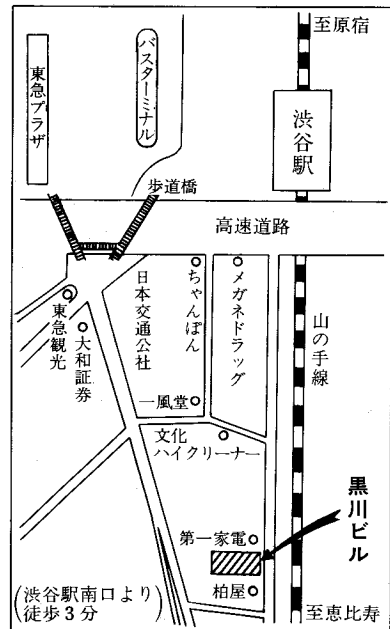 至原宿
バスターミナル
東急プラザ
渋谷駅
歩道橋
高速道路
日本交通公社
ちゃんぽん
メガネドラッグ
山の手線
東急観光
大和証券
一風堂
文化
ハイクリーナー
黒川ビル
第一家電
柏屋
(渋谷駅南口より
徒歩3分)
至恵比寿